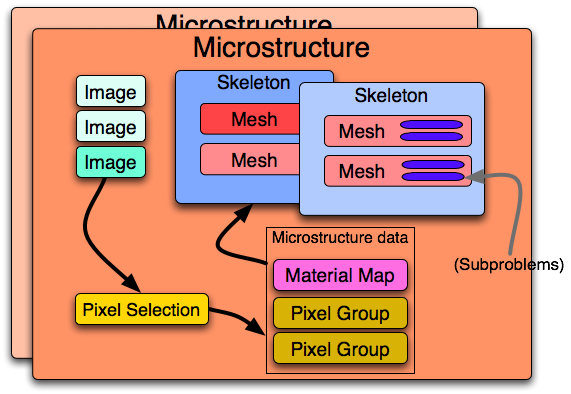 Microstructure
Microstructure
Image
Image
Image
Skeleton
Mesh
Mesh
Skeleton
Mesh
Mesh
(Subproblems)
Microstructure data
Material Map
Pixel Group
Pixel Group
Pixel Selection